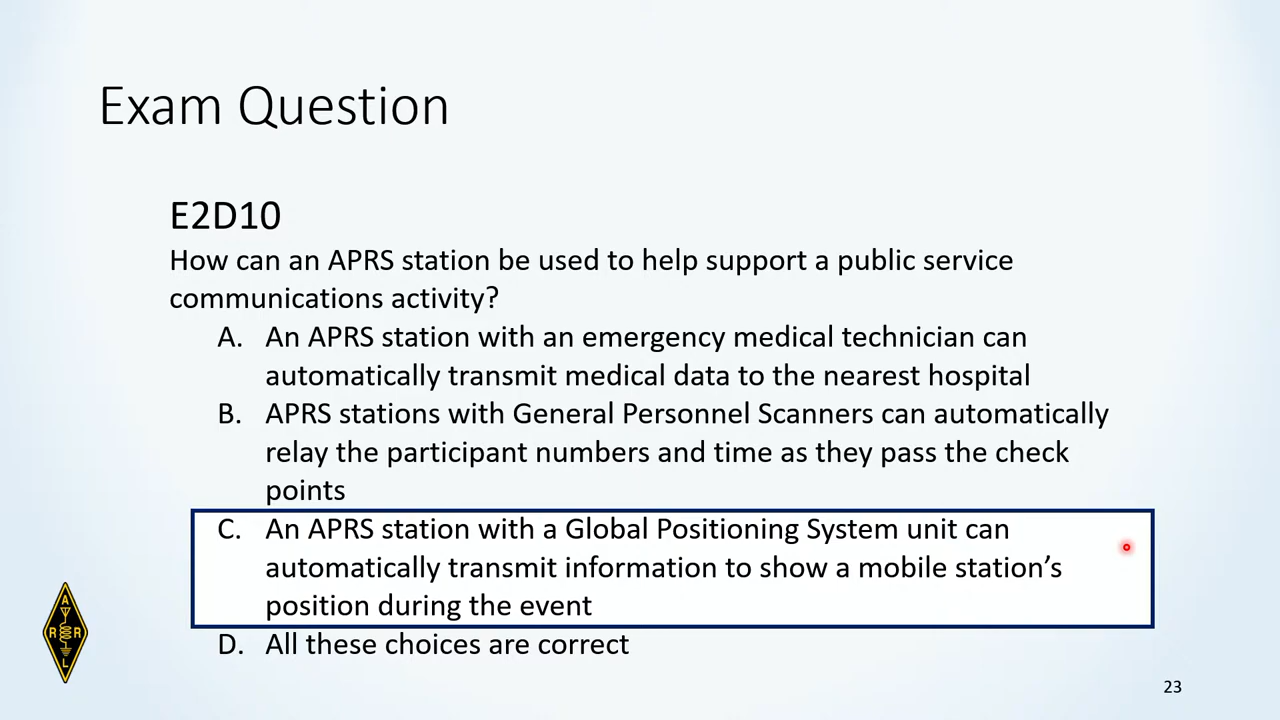 Exam Question
E2D10
How can an APRS station be used to help support a public service
communications activity?
A. An APRS station with an emergency medical technician can
automatically transmit medical data to the nearest hospital
B. APRS stations with General Personnel Scanners can automatically
relay the participant numbers and time as they pass the check
points
C. An APRS station with a Global Positioning System unit can
automatically transmit information to show a mobile station’s
position during the event
D. All these choices are correct
A
R R
L
23